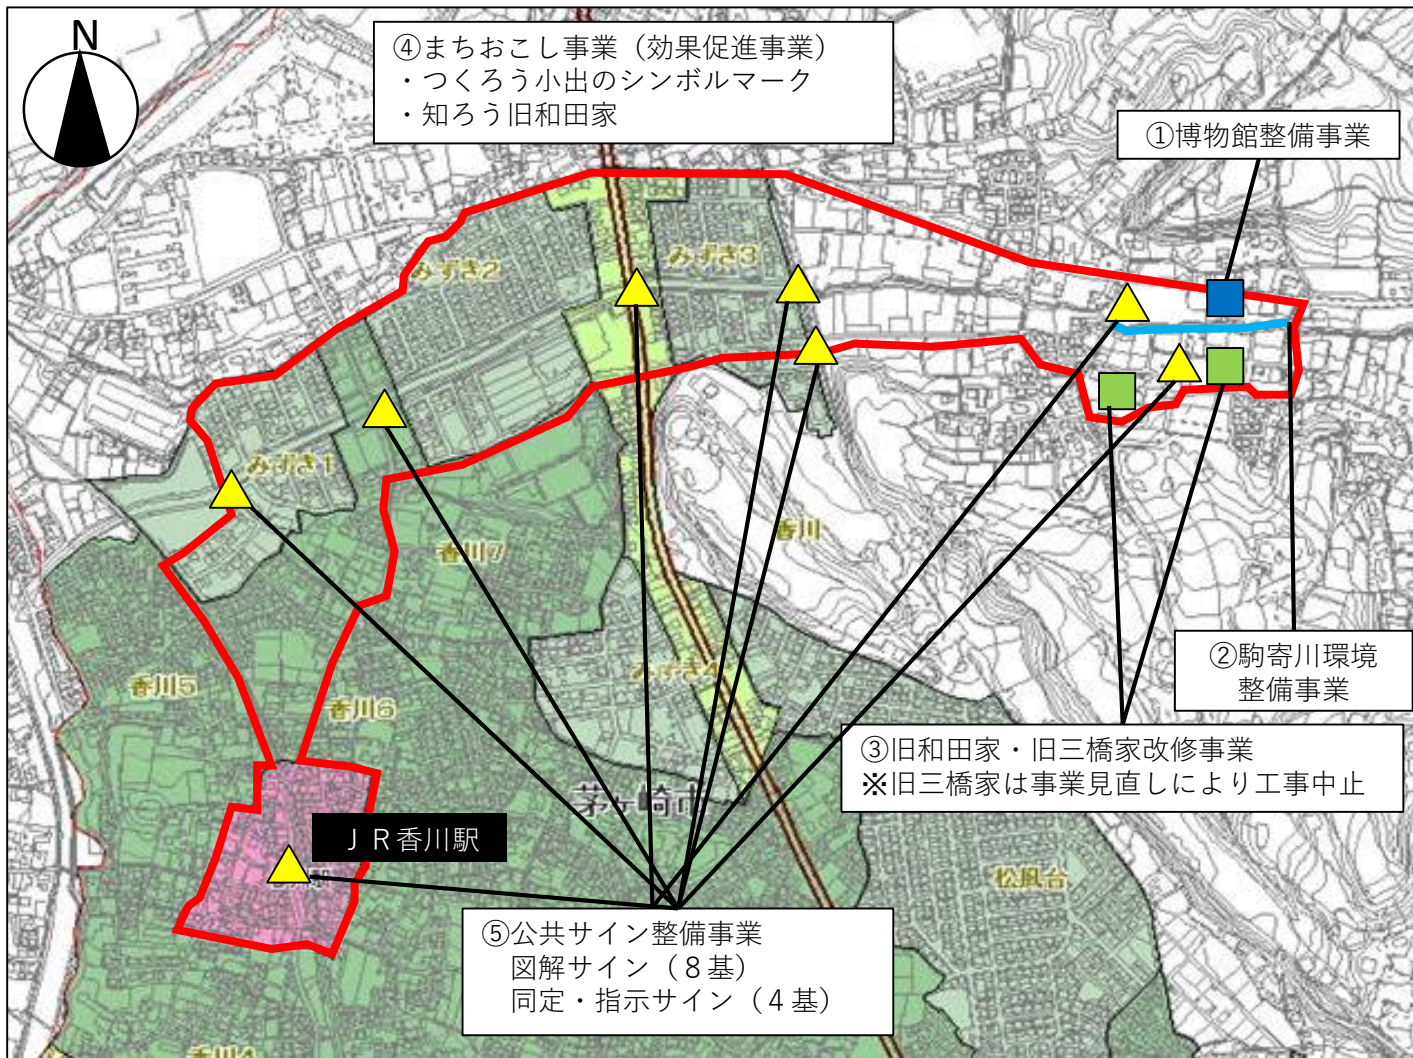 N
④まちおこし事業（効果促進事業）
・つくろう小出のシンボルマーク
・知ろう旧和田家
①博物館整備事業
みずき2
みずき3
みずき1
香川7
香川
②駒寄川環境
整備事業
香川5
香川6
みずき4
③旧和田家・旧三橋家改修事業
※旧三橋家は事業見直しにより工事中止
茅ヶ崎市
ＪＲ香川駅
松風台
⑤公共サイン整備事業
図解サイン（８基）
同定・指示サイン（４基）
香川4